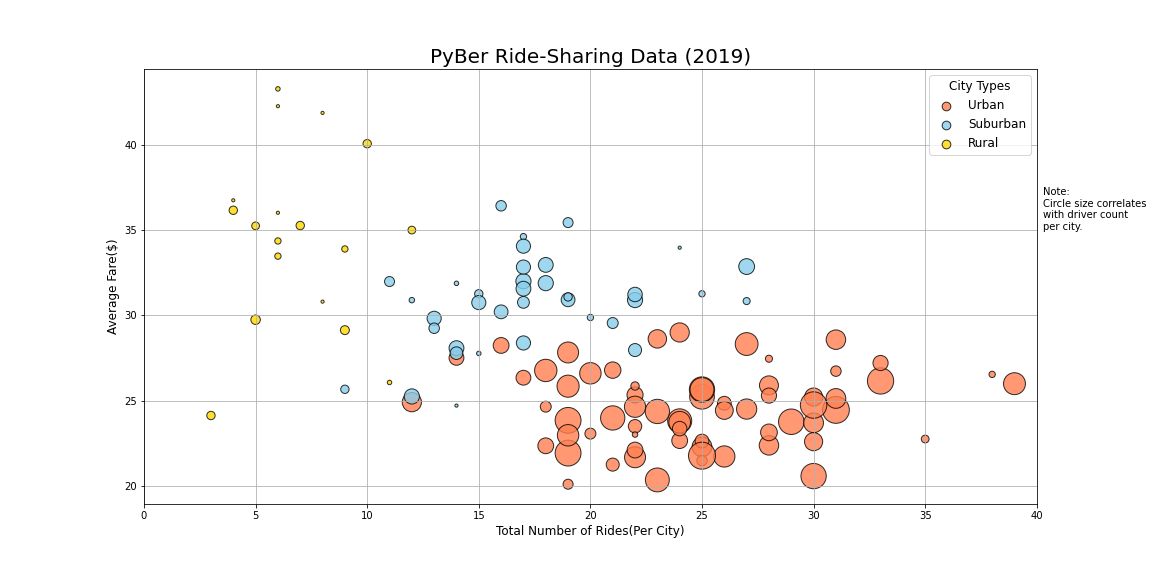 PyBer Ride-Sharing Data (2019)
City Types
Urban
Suburban
Rural
Note:
Circle size correlates
with driver count
per city.
Average Fare($)
40
35
30
25
20
0 5 10 15 20 25 30 35 40
Total Number of Rides(Per City)